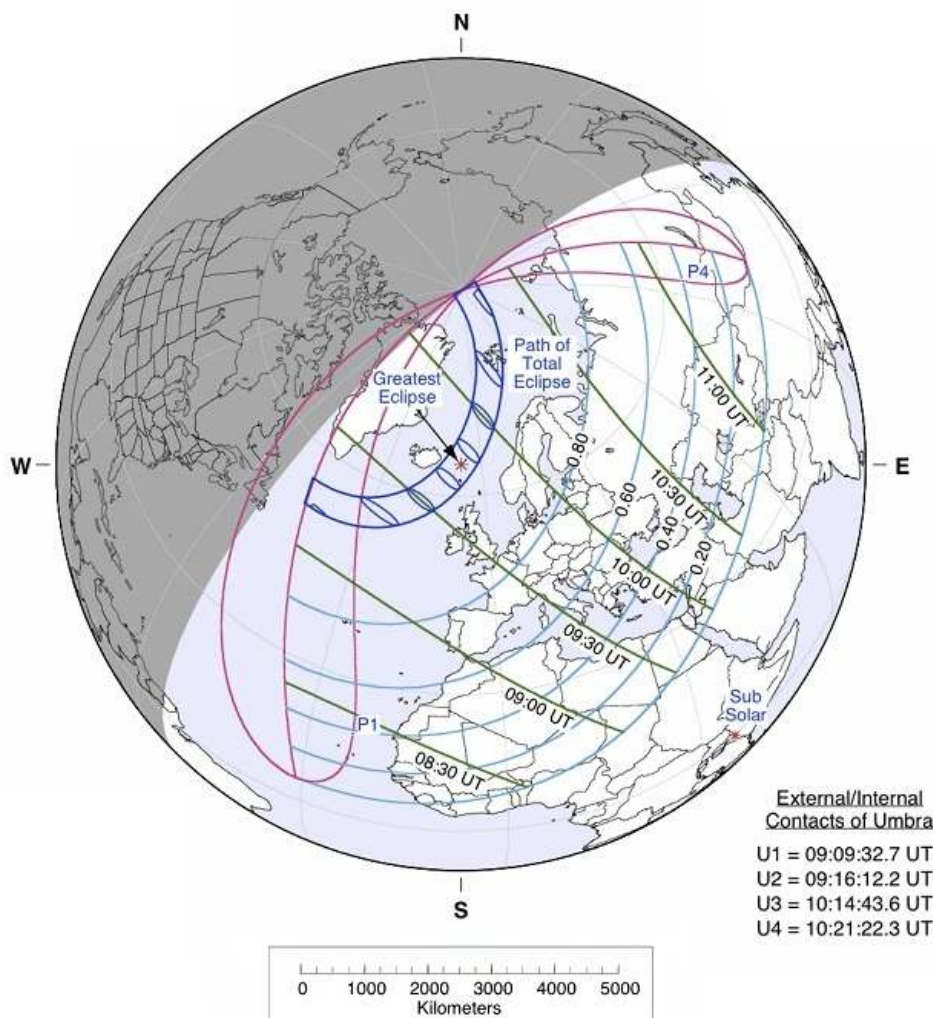 N
P4
Path of
Total
Eclipse
Greatest
Eclipse
11:00 UT
W
E
0.80
10:30 UT
0.60
0.40
0.20
10:00 UT
09:30 UT
Sub
Solar
09:00 UT
P1
08:30 UT
External/Internal
Contacts of Umbra
U1 = 09:09:32.7 UT
U2 = 09:16:12.2 UT
U3 = 10:14:43.6 UT
U4 = 10:21:22.3 UT
S
0 1000 2000 3000 4000 5000
Kilometers